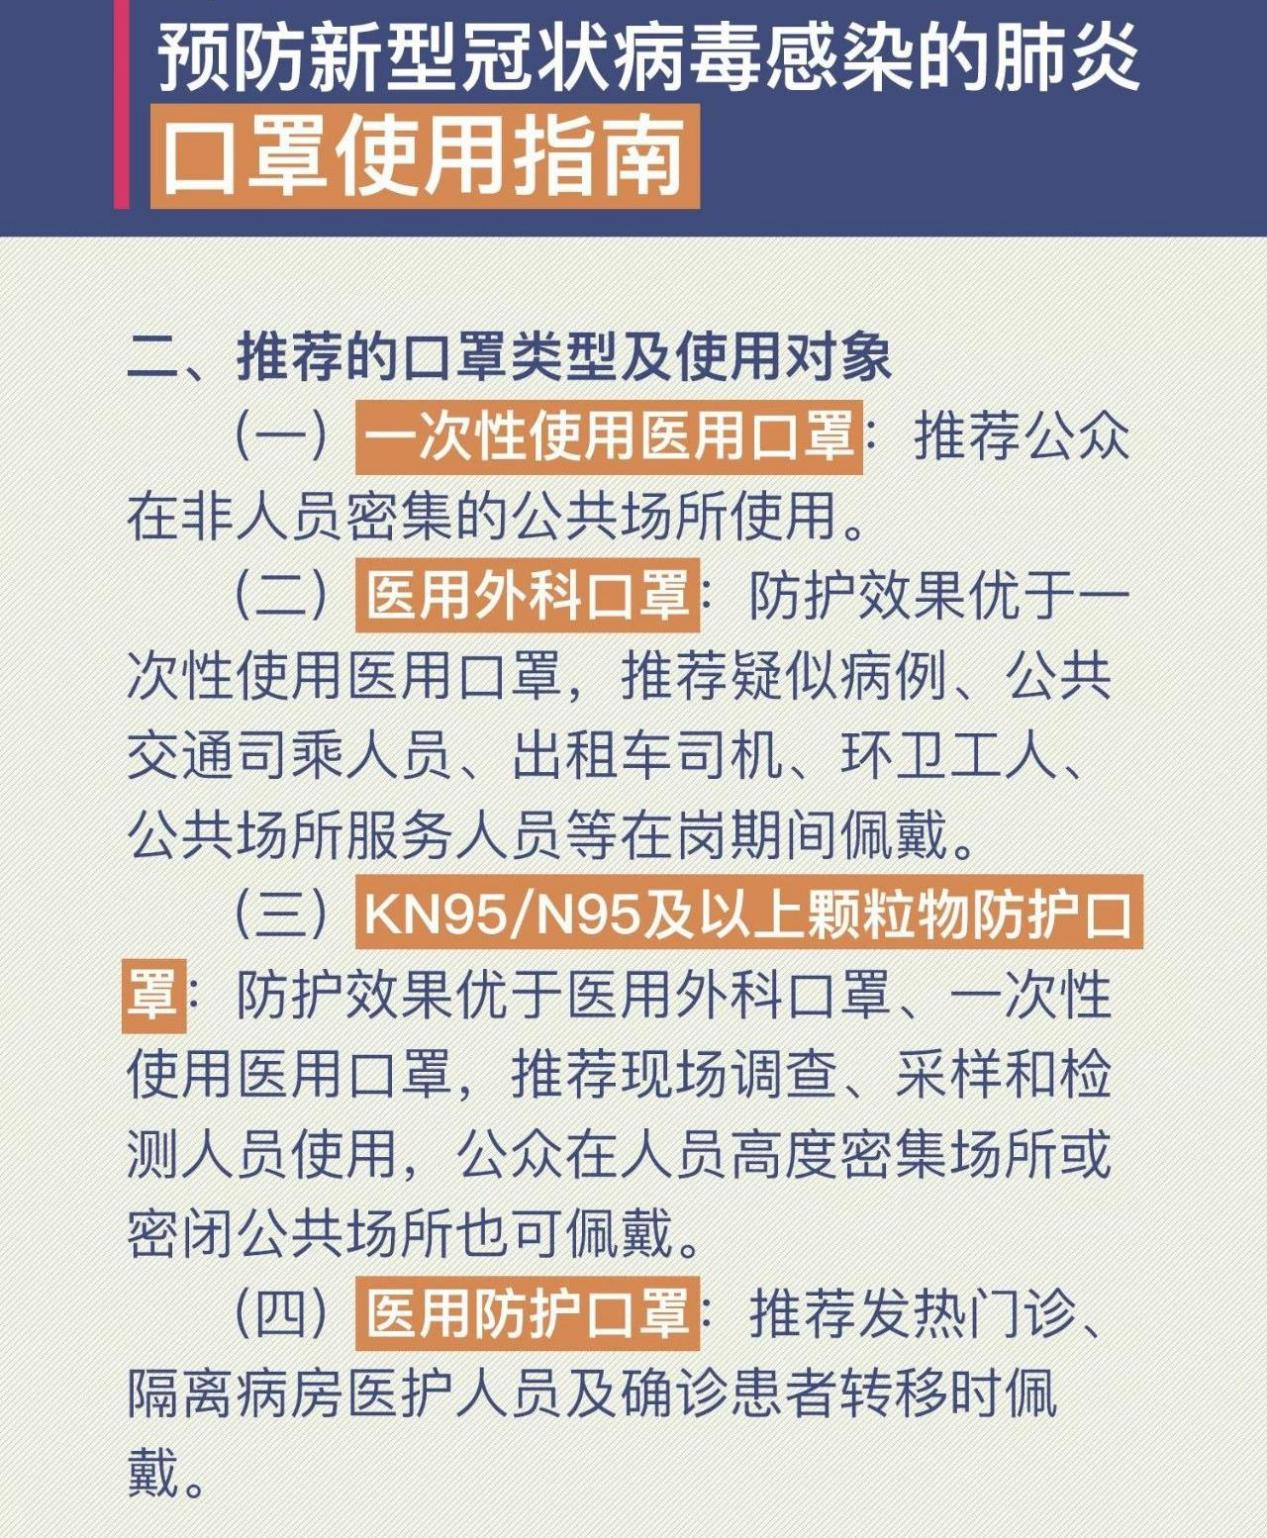 预防新型冠状病毒感染的肺炎
口罩使用指南
二、推荐的口罩类型及使用对象
（一）一次性使用医用口罩：推荐公众
在非人员密集的公共场所使用。
（二）医用外科口罩：防护效果优于一
次性使用医用口罩，推荐疑似病例、公共
交通司乘人员、出租车司机、环卫工人、
公共场所服务人员等在岗期间佩戴。
（三）KN95/N95及以上颗粒物防护口
罩：防护效果优于医用外科口罩、一次性
使用医用口罩，推荐现场调查、采样和检
测人员使用，公众在人员高度密集场所或
密闭公共场所也可佩戴。
（四）医用防护口罩：推荐发热门诊、
隔离病房医护人员及确诊患者转移时佩
戴。